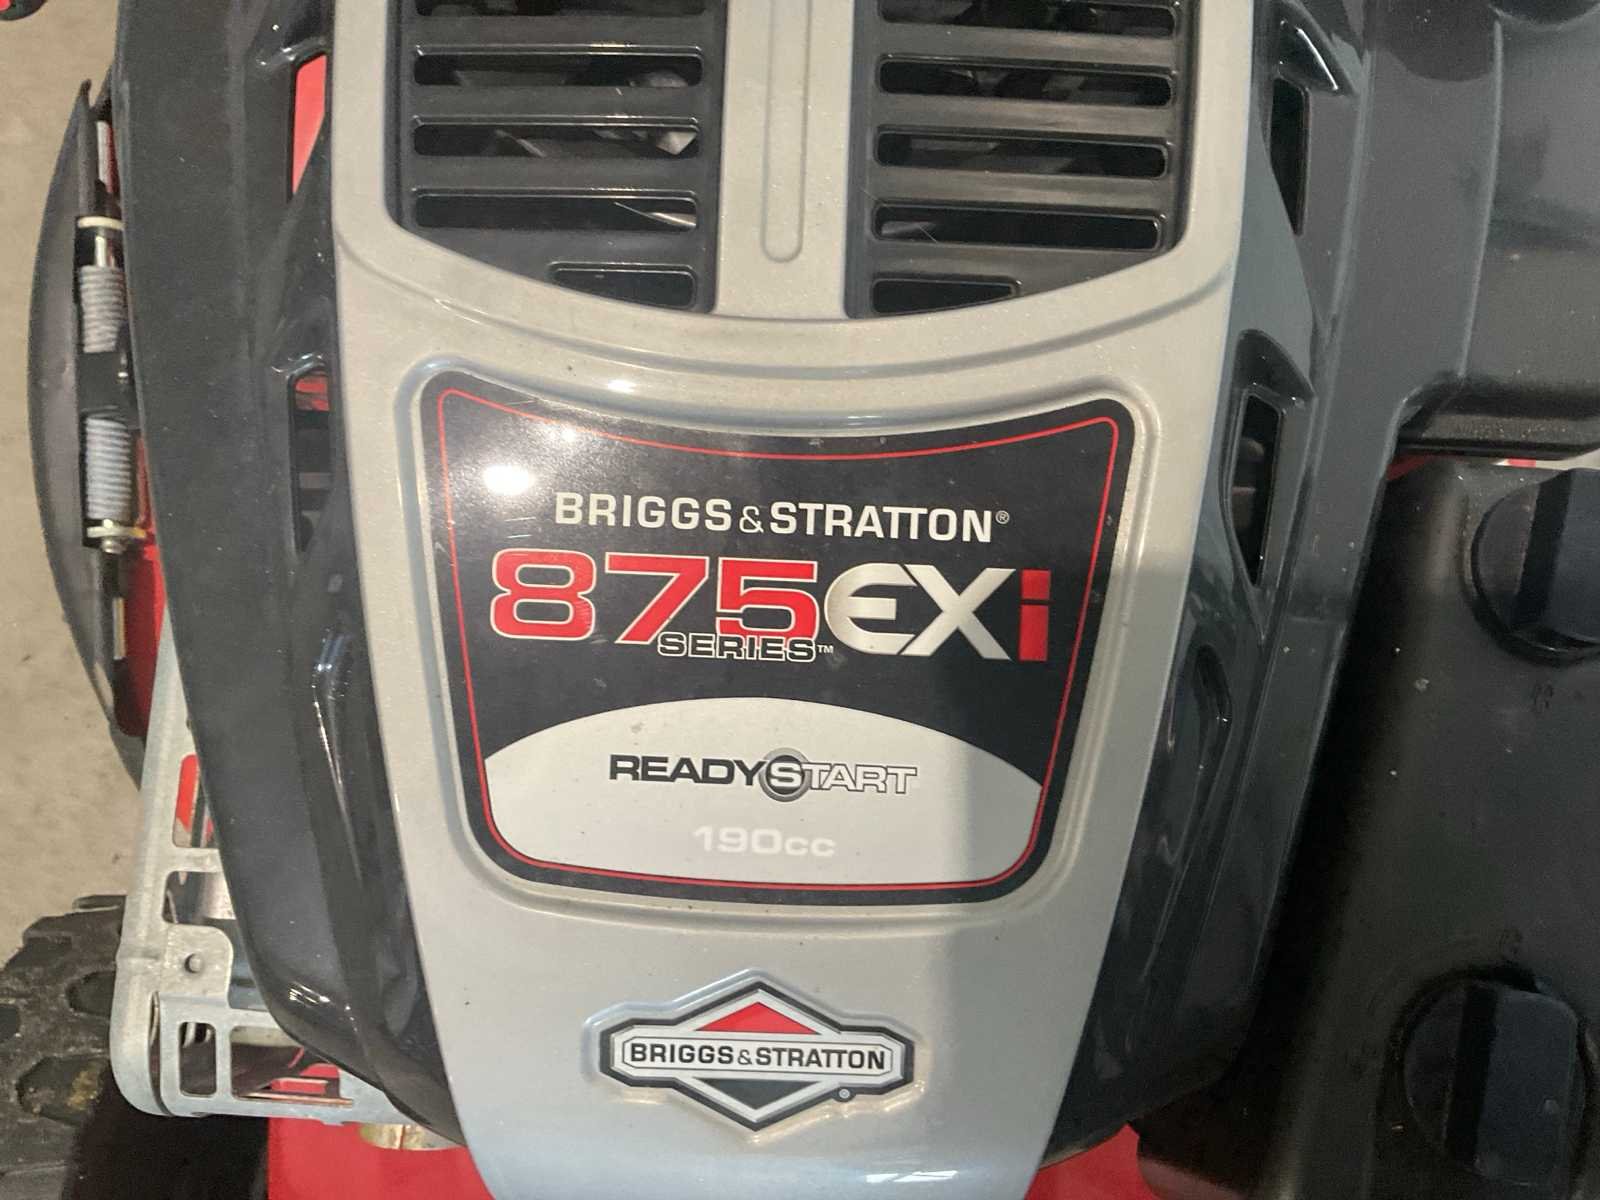 BRIGGS&STRATTON®
875EXi
SERIES™
READYSTART
190cc
BRIGGS&STRATTON®